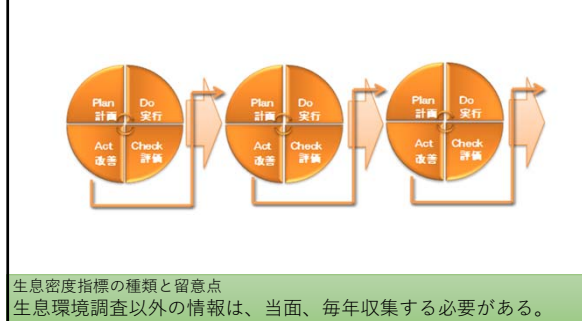 Plan
計画
Do
実行
Act
改善
Check
評価
Plan
計画
Do
実行
Act
改善
Check
評価
Plan
計画
Do
実行
Act
改善
Check
評価
生息密度指標の種類と留意点
生息環境調査以外の情報は、当面、毎年収集する必要がある。